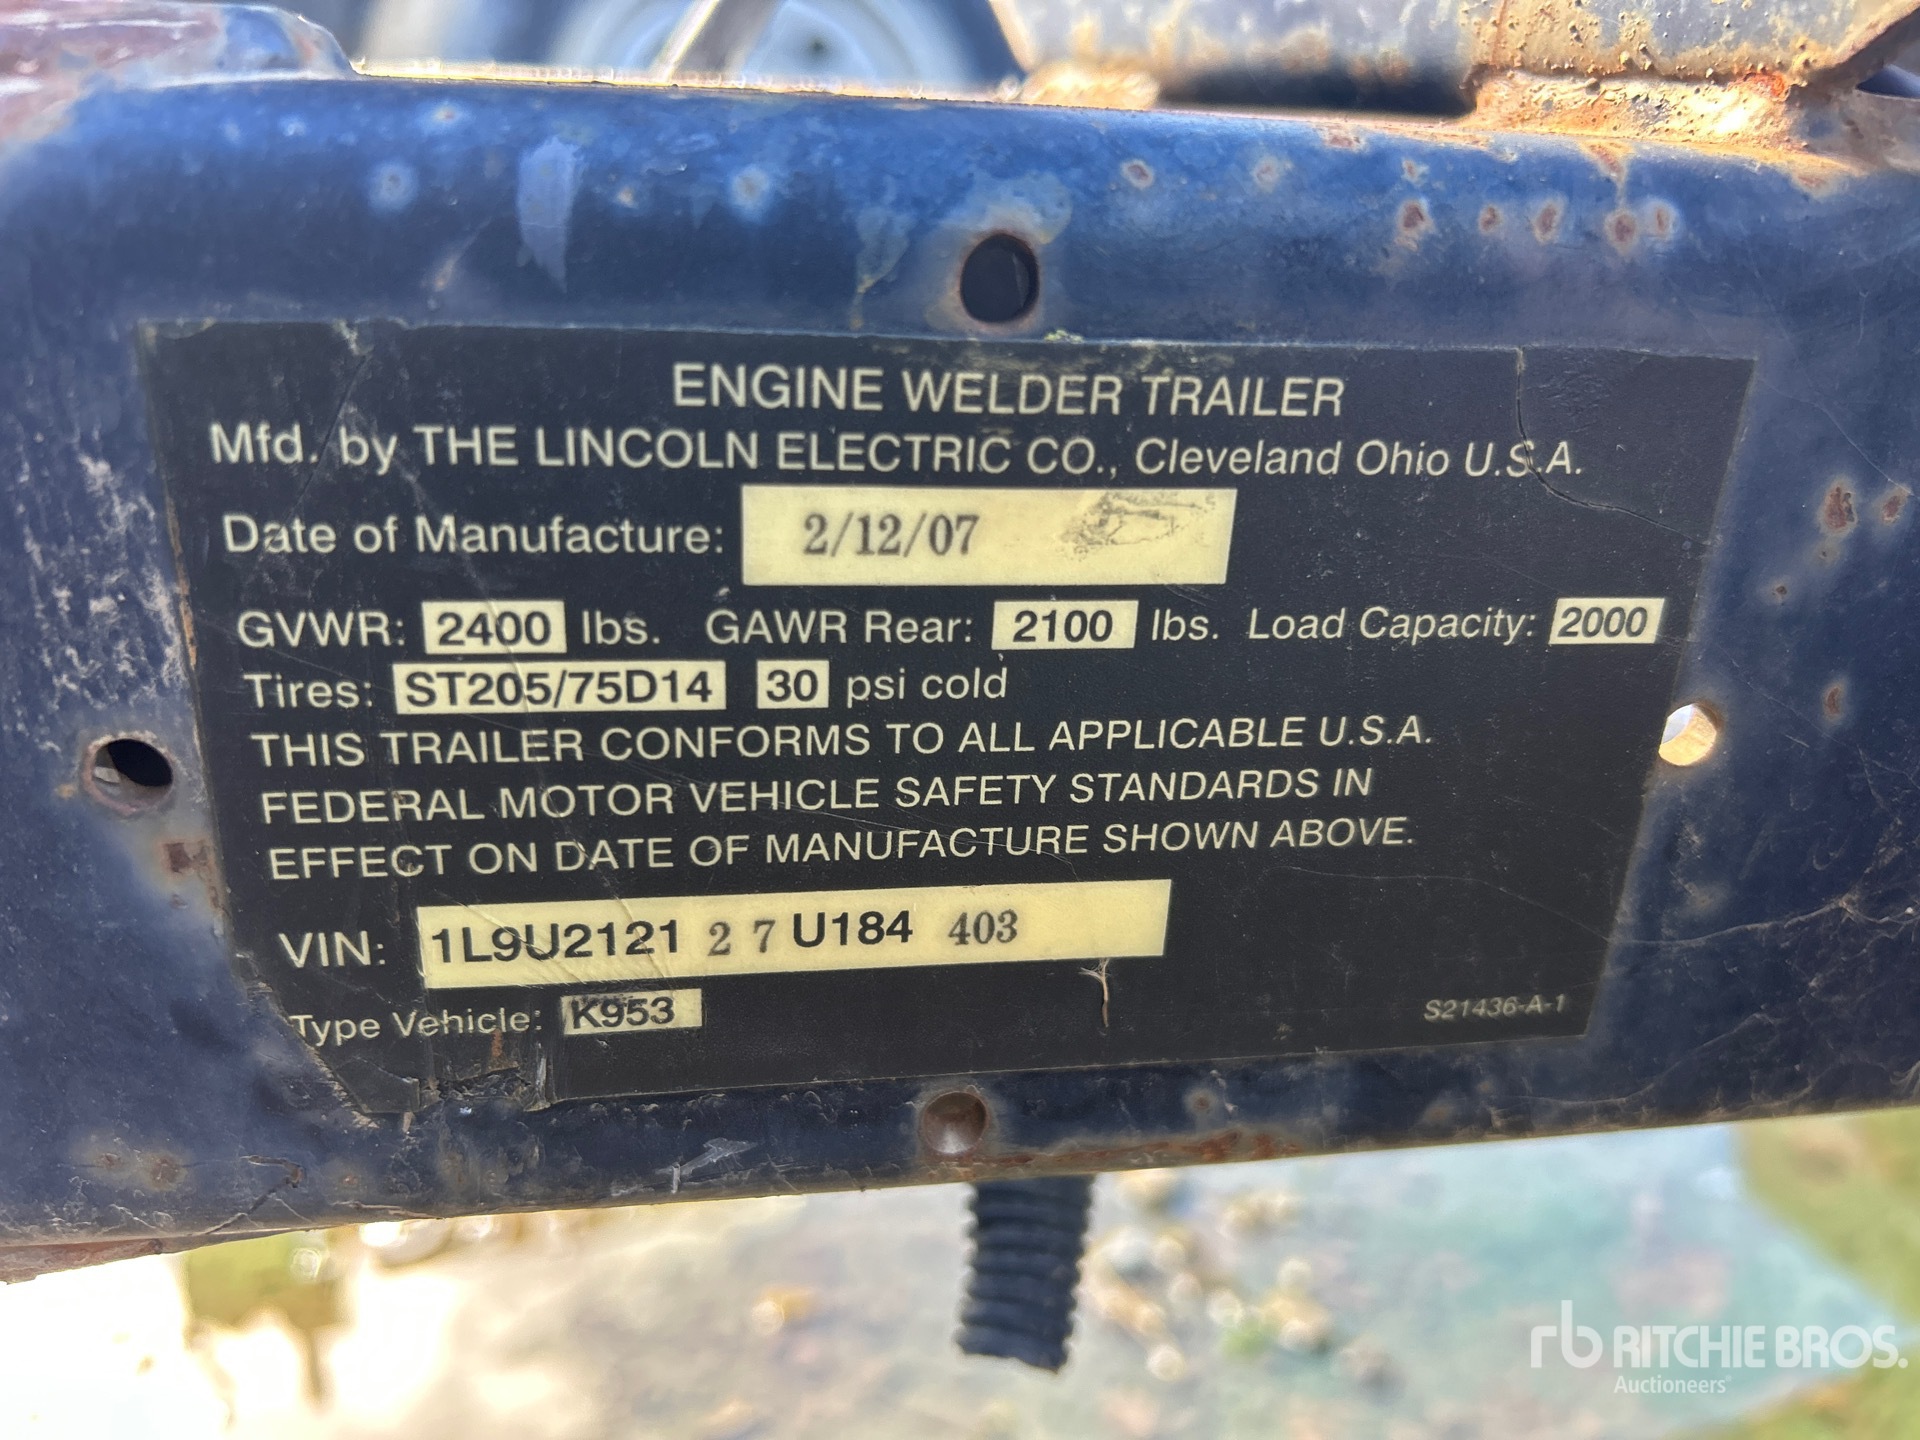 ENGINE WELDER TRAILER
Mfd. by THE LINCOLN ELECTRIC CO., Cleveland Ohio U.S.A.
Date of Manufacture: 2/12/07
GVWR: 2400 lbs. GAWR Rear: 2100 lbs. Load Capacity: 2000
Tires: ST205/75D14 30 psi cold
THIS TRAILER CONFORMS TO ALL APPLICABLE U.S.A.
FEDERAL MOTOR VEHICLE SAFETY STANDARDS IN
EFFECT ON DATE OF MANUFACTURE SHOWN ABOVE.
VIN: 1L9U2121 2 7 U184 403
Type Vehicle: K953
S21436-A-1
rb RITCHIE BROS.
Auctioneers